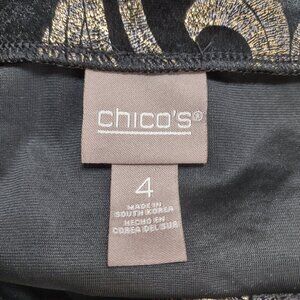 chico's®
4
MADE IN
SOUTH KOREA
HECHO EN
COREA DEL SUR